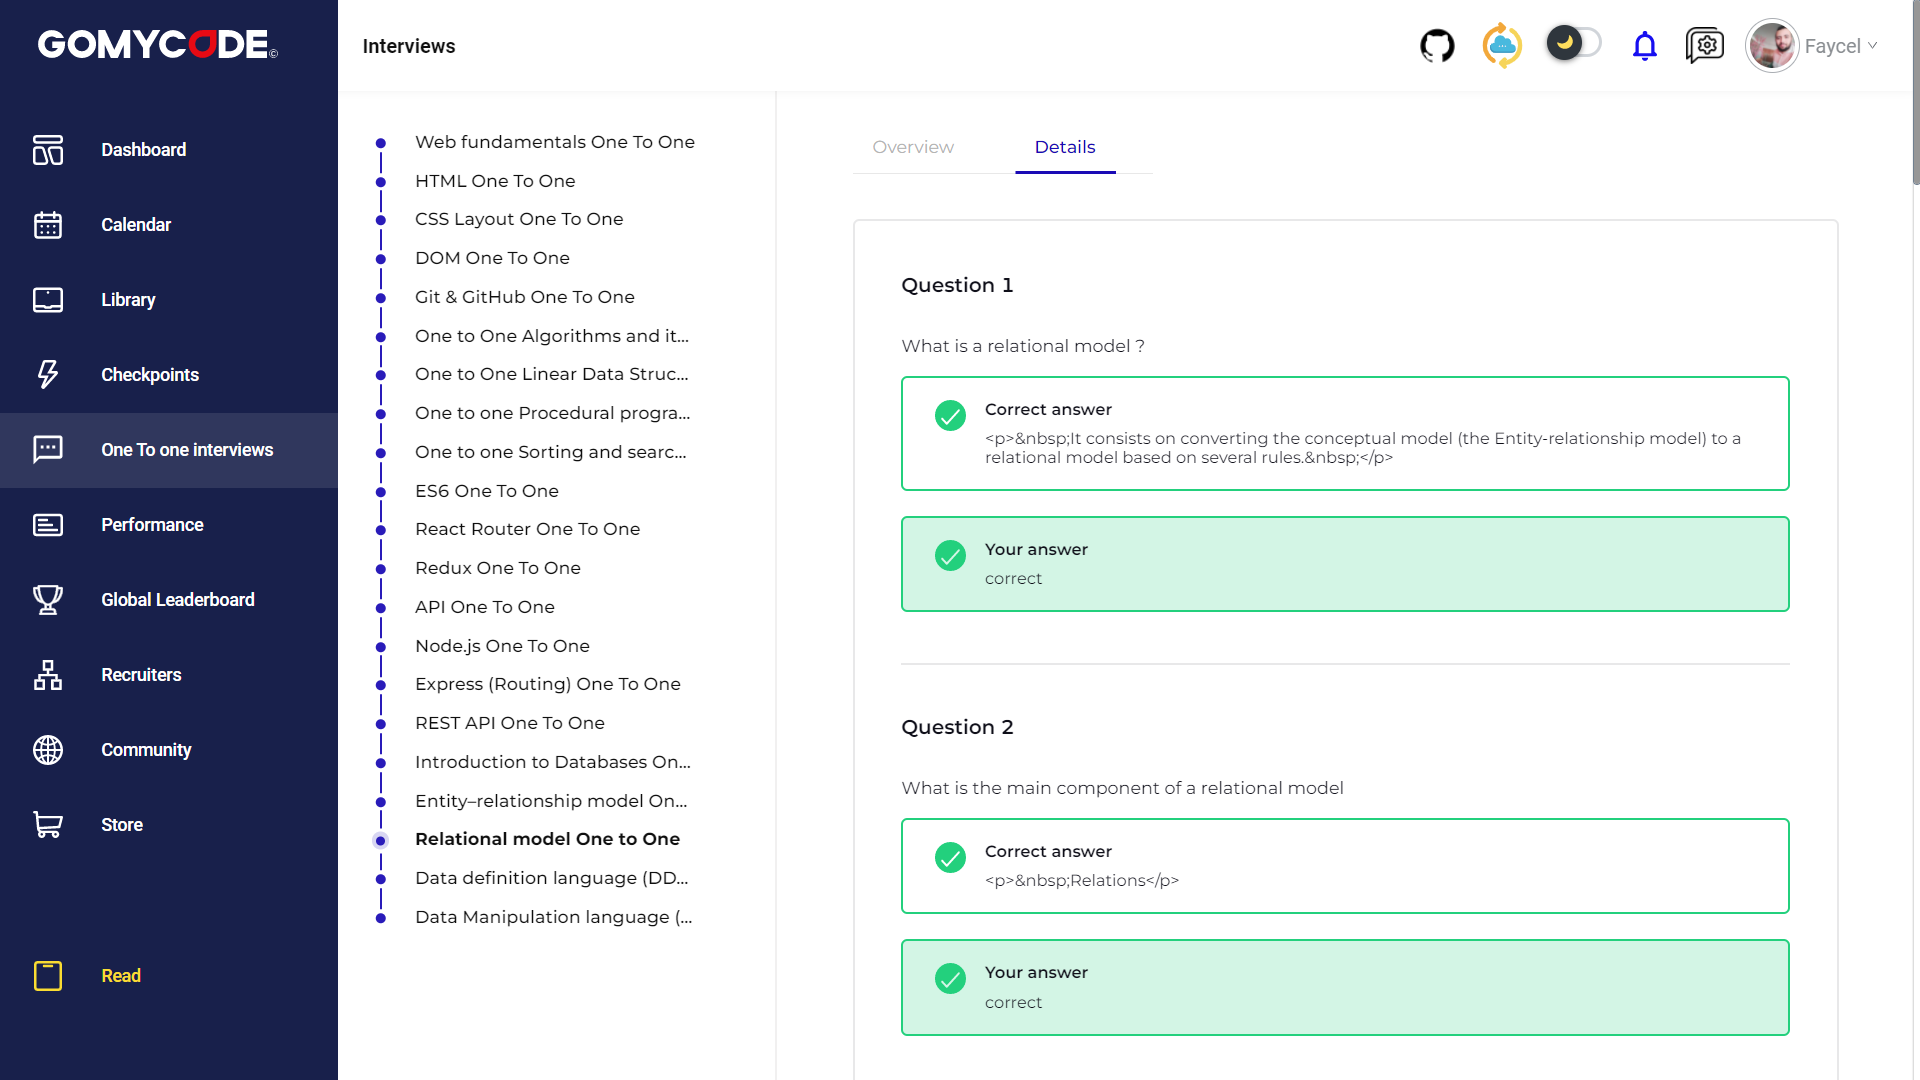 GOMYCODE©
Dashboard
Calendar
Library
Checkpoints
One To one interviews
Performance
Global Leaderboard
Recruiters
Community
Store
Read
Interviews
Faycel
Web fundamentals One To One
HTML One To One
CSS Layout One To One
DOM One To One
Git & GitHub One To One
One to One Algorithms and it...
One to One Linear Data Struc...
One to one Procedural progra...
One to one Sorting and searc...
ES6 One To One
React Router One To One
Redux One To One
API One To One
Node.js One To One
Express (Routing) One To One
REST API One To One
Introduction to Databases On...
Entity–relationship model On...
Relational model One to One
Data definition language (DD...
Data Manipulation language (...
Overview
Details
Question 1
What is a relational model ?
Correct answer
<p>&nbsp;It consists on converting the conceptual model (the Entity-relationship model) to a
relational model based on several rules.&nbsp;</p>
Your answer
correct
Question 2
What is the main component of a relational model
Correct answer
<p>&nbsp;Relations</p>
Your answer
correct